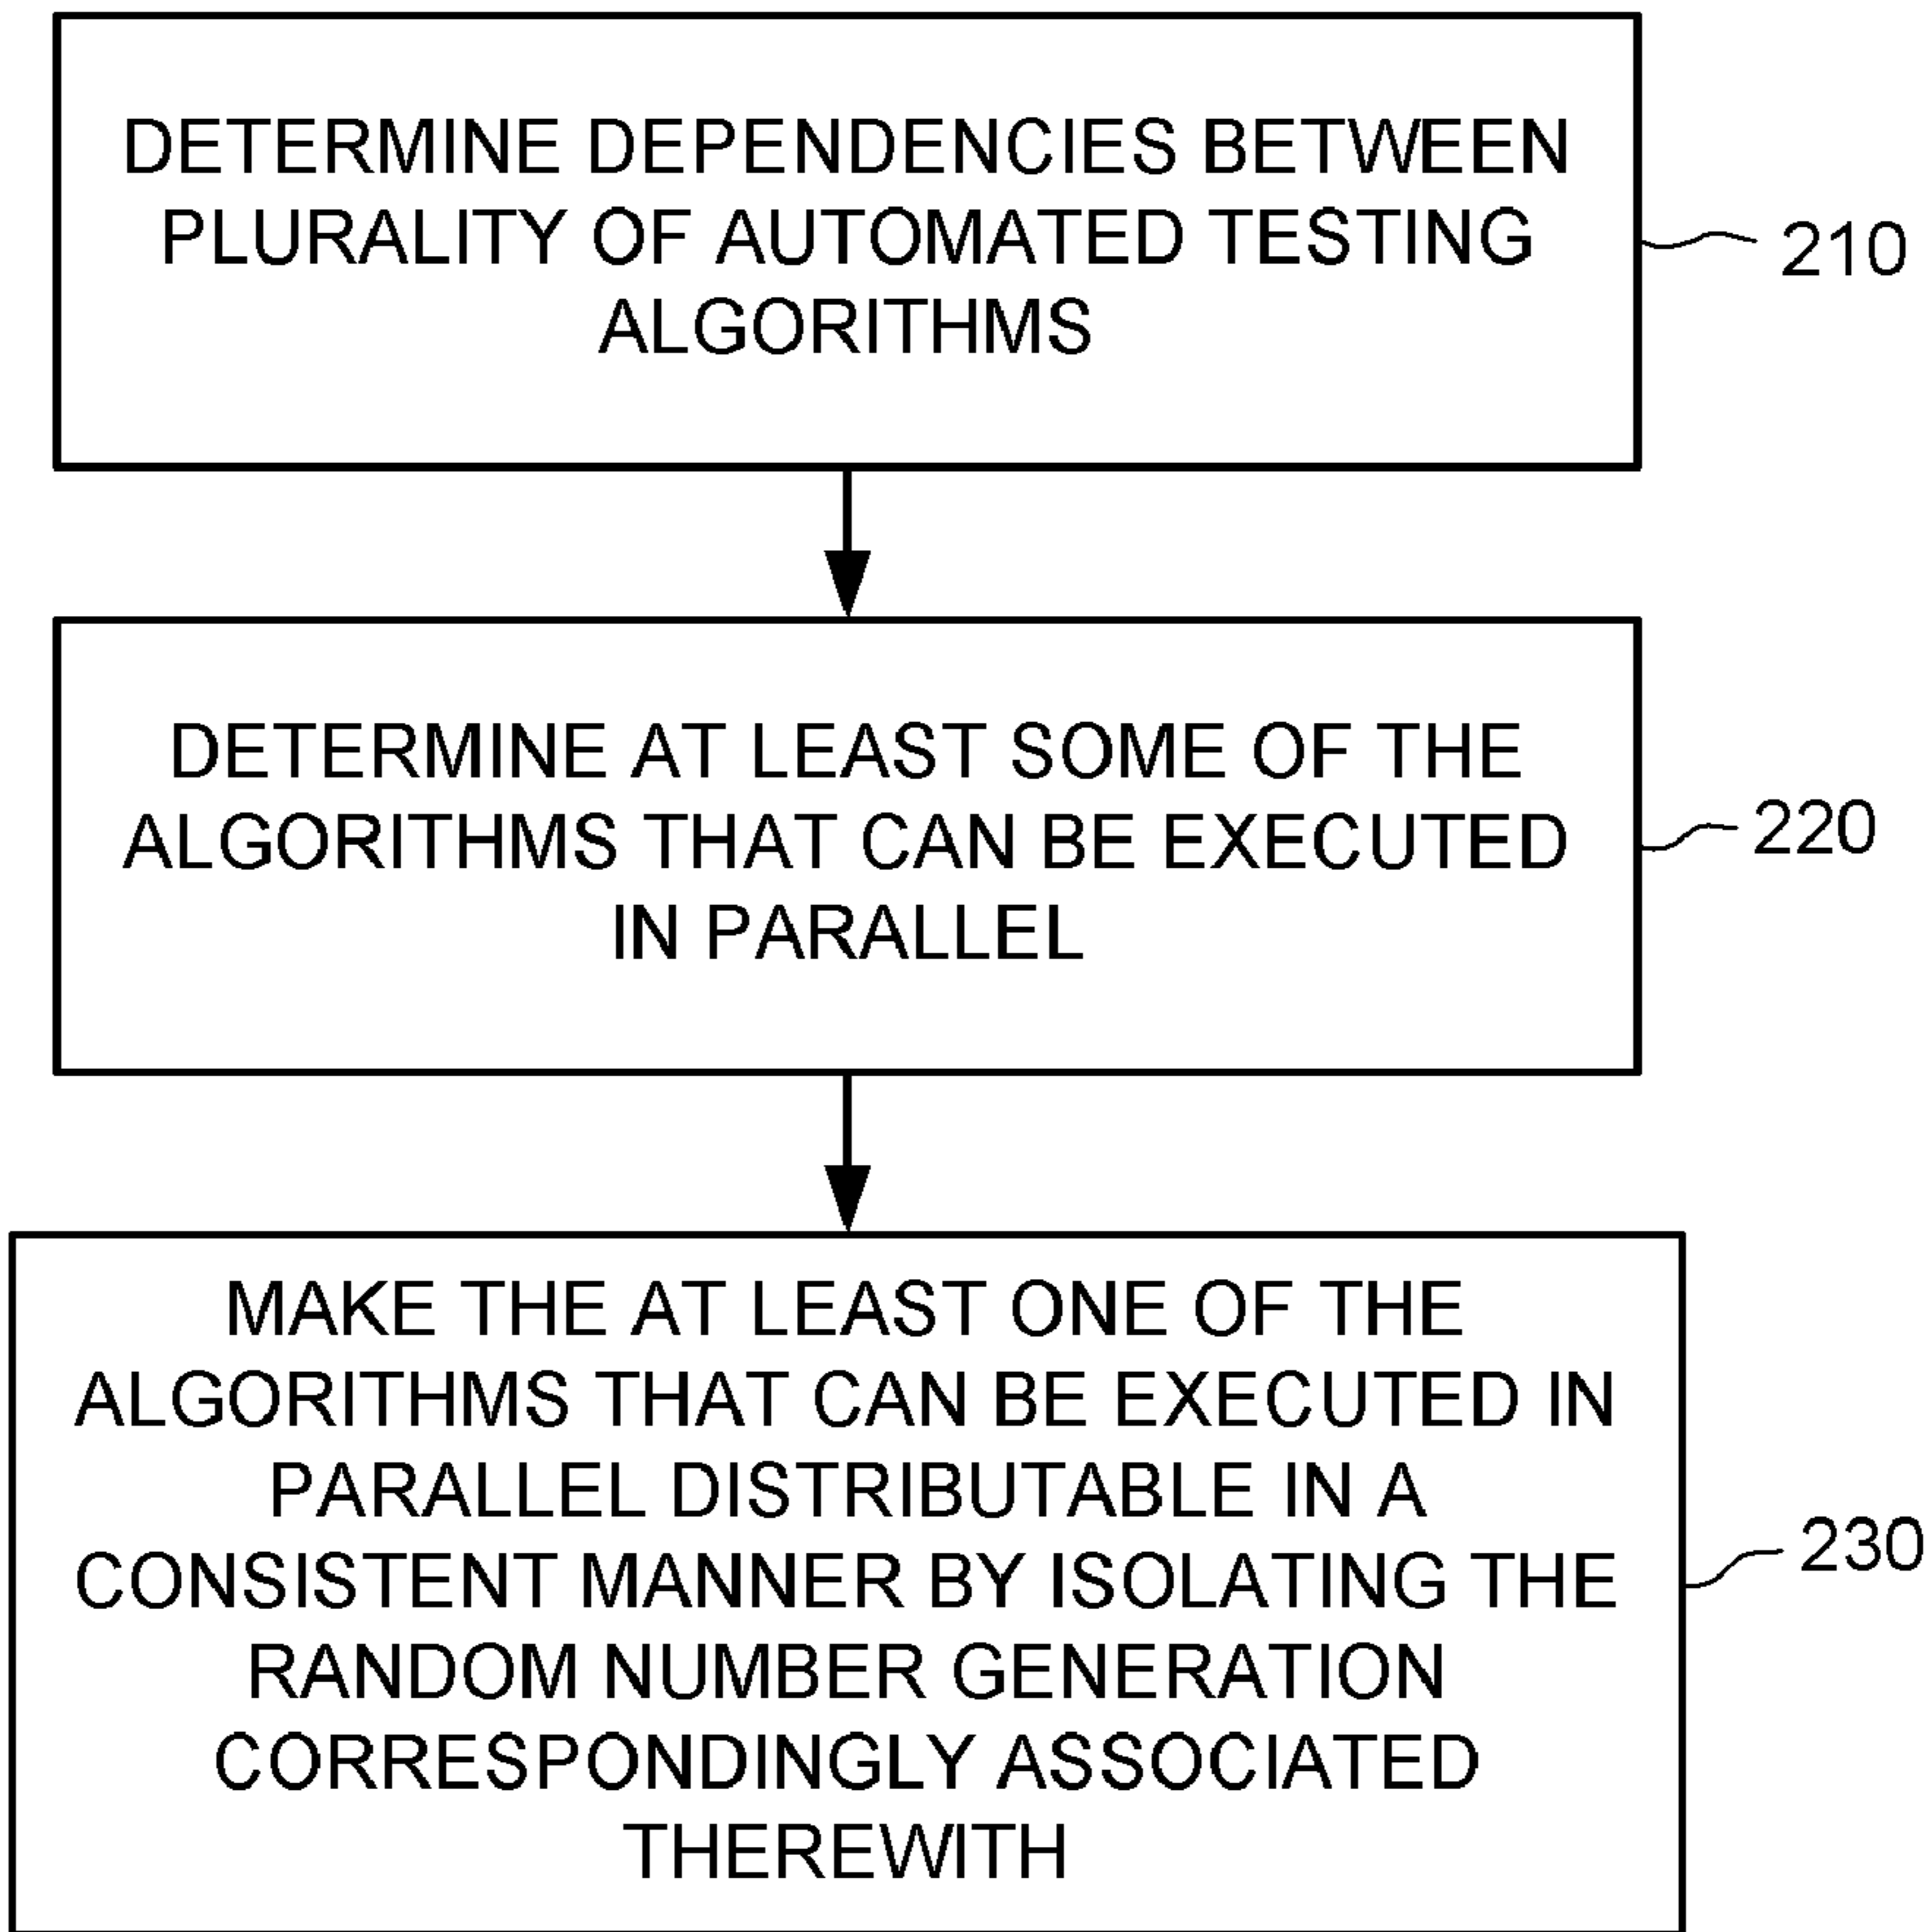 DETERMINE DEPENDENCIES BETWEEN
PLURALITY OF AUTOMATED TESTING
ALGORITHMS
210
DETERMINE AT LEAST SOME OF THE
ALGORITHMS THAT CAN BE EXECUTED
IN PARALLEL
220
MAKE THE AT LEAST ONE OF THE
ALGORITHMS THAT CAN BE EXECUTED IN
PARALLEL DISTRIBUTABLE IN A
CONSISTENT MANNER BY ISOLATING THE
RANDOM NUMBER GENERATION
CORRESPONDINGLY ASSOCIATED
THEREWITH
230